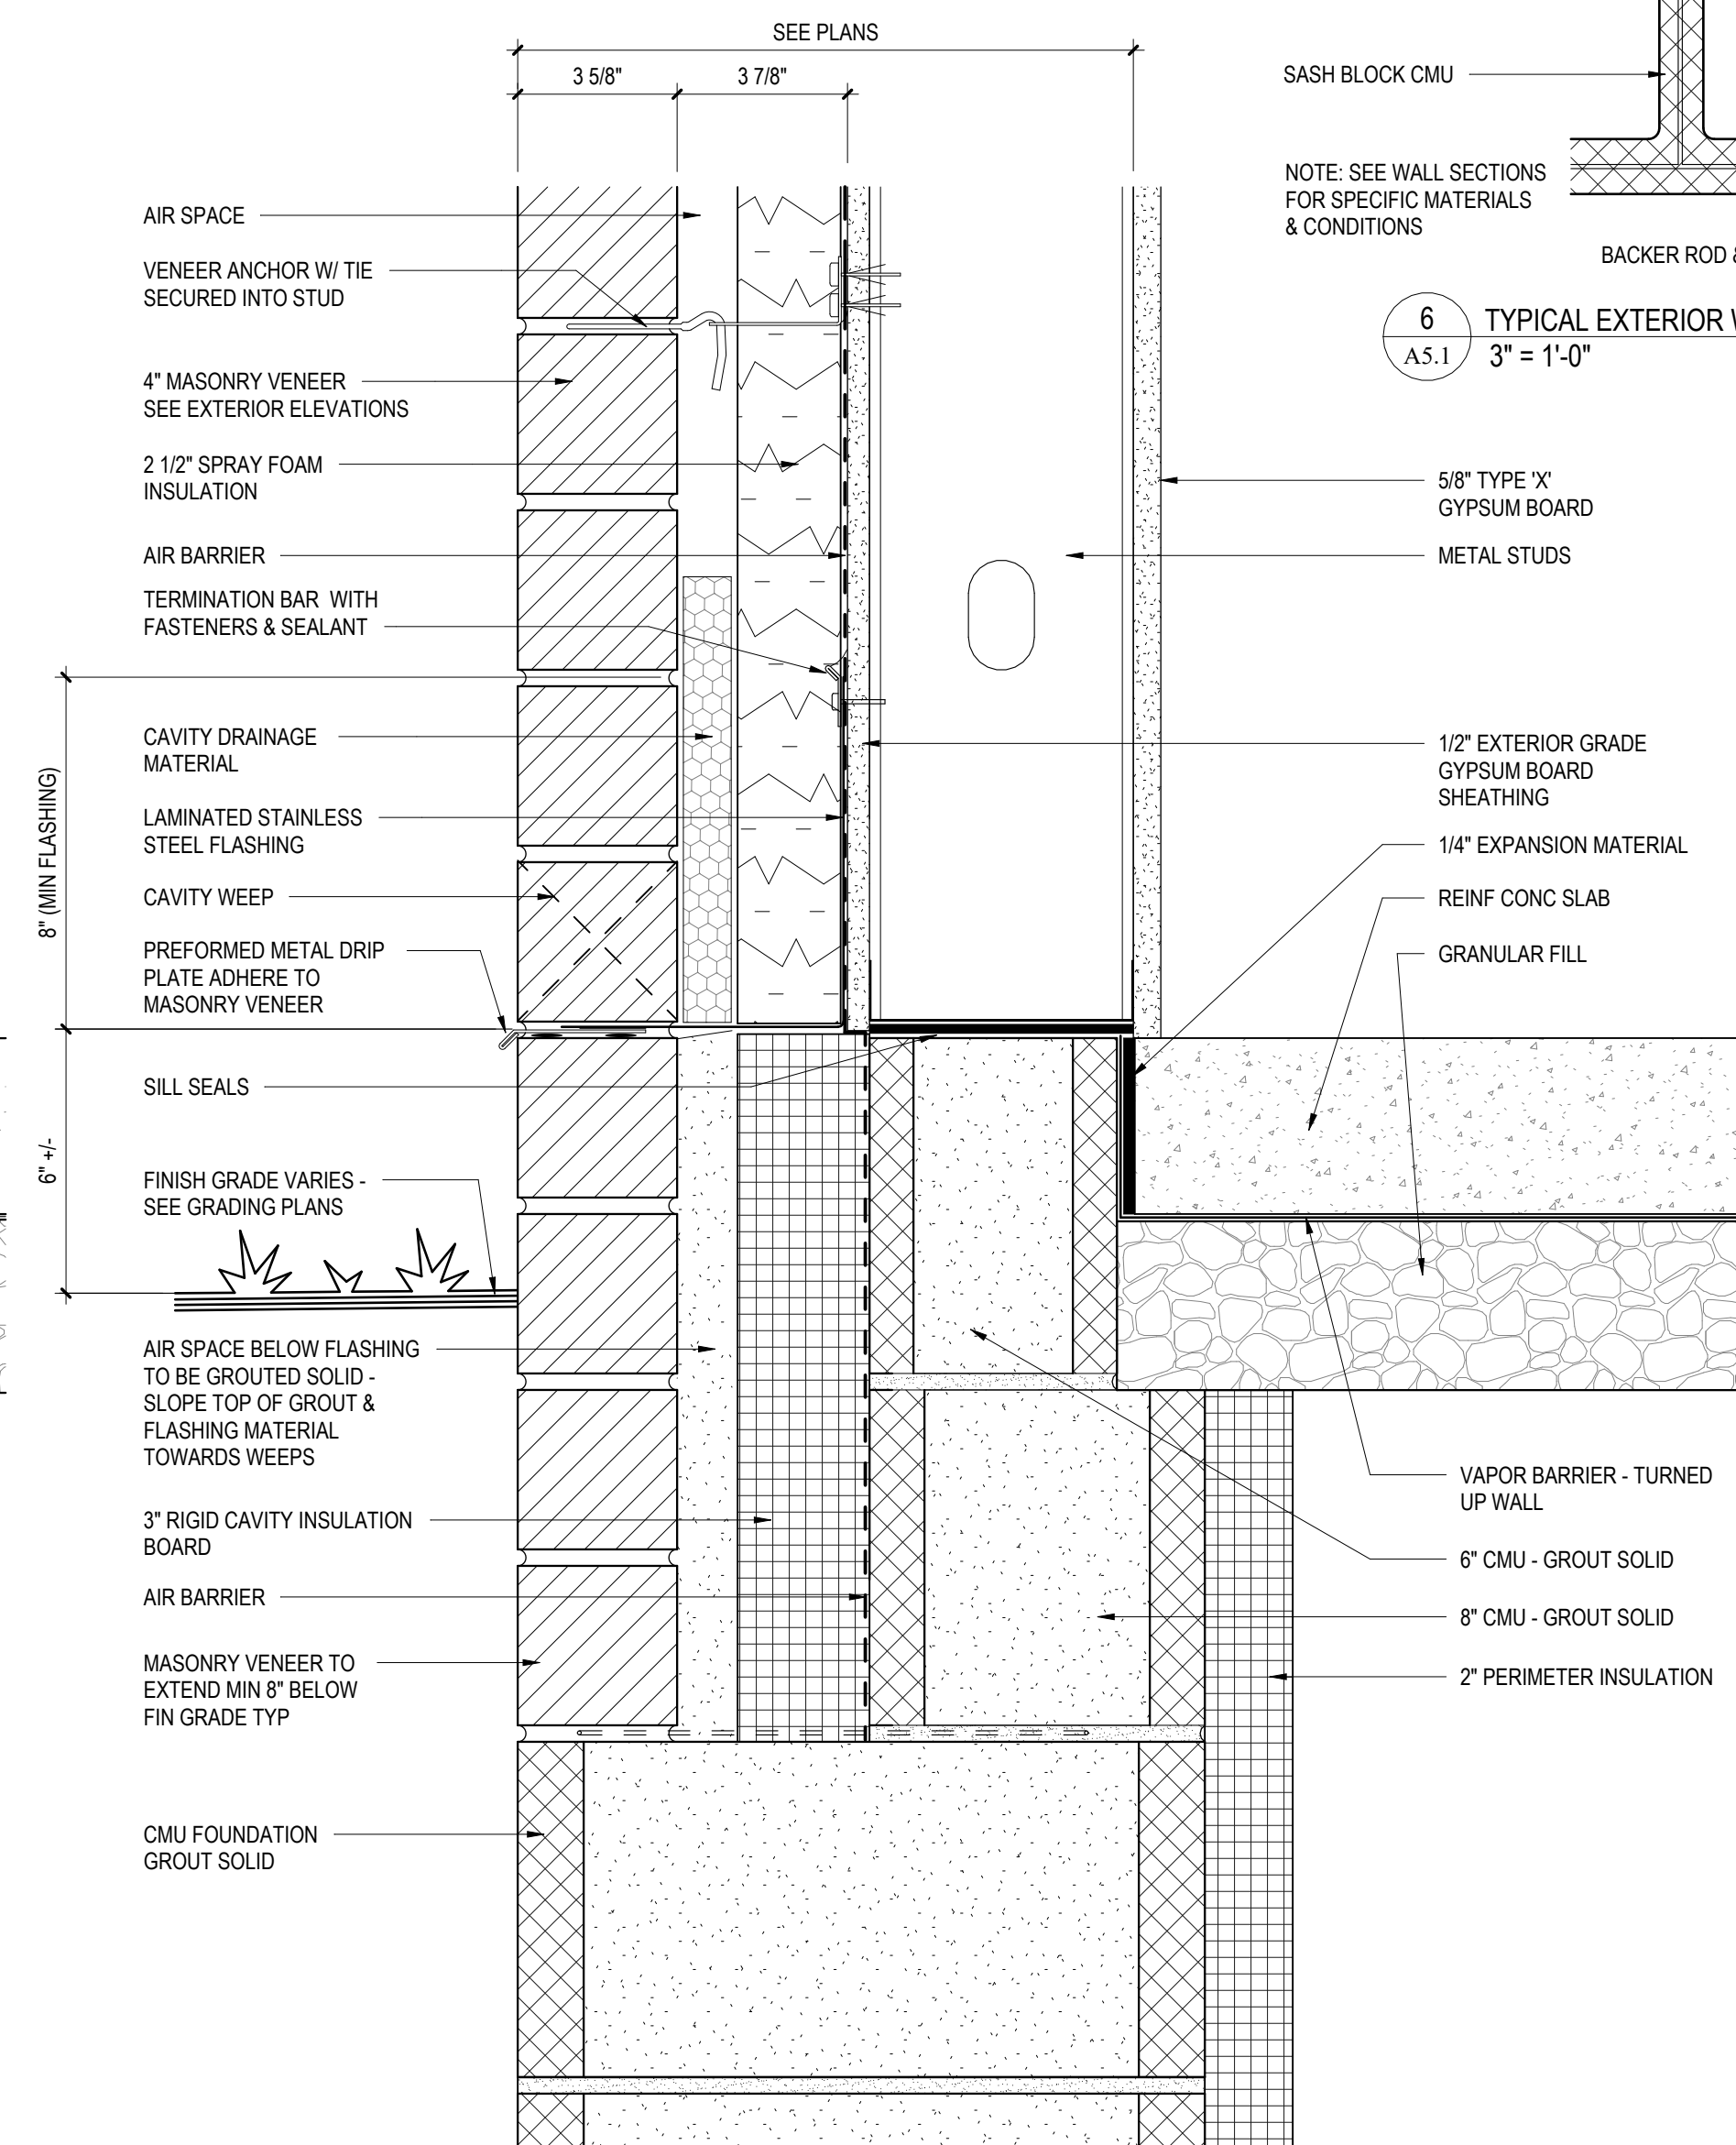 SEE PLANS
3 5/8"
3 7/8"
AIR SPACE
VENEER ANCHOR W/ TIE
SECURED INTO STUD
4" MASONRY VENEER
SEE EXTERIOR ELEVATIONS
2 1/2" SPRAY FOAM
INSULATION
AIR BARRIER
TERMINATION BAR WITH
FASTENERS & SEALANT
CAVITY DRAINAGE
MATERIAL
LAMINATED STAINLESS
STEEL FLASHING
CAVITY WEEP
PREFORMED METAL DRIP
PLATE ADHERE TO
MASONRY VENEER
SILL SEALS
FINISH GRADE VARIES -
SEE GRADING PLANS
AIR SPACE BELOW FLASHING
TO BE GROUTED SOLID -
SLOPE TOP OF GROUT &
FLASHING MATERIAL
TOWARDS WEEPS
3" RIGID CAVITY INSULATION
BOARD
AIR BARRIER
MASONRY VENEER TO
EXTEND MIN 8" BELOW
FIN GRADE TYP
CMU FOUNDATION
GROUT SOLID
8" (MIN FLASHING)
6" +/-
SASH BLOCK CMU
NOTE: SEE WALL SECTIONS
FOR SPECIFIC MATERIALS
& CONDITIONS
BACKER ROD &
6
A5.1
TYPICAL EXTERIOR W
3" = 1'-0"
5/8" TYPE 'X'
GYPSUM BOARD
METAL STUDS
1/2" EXTERIOR GRADE
GYPSUM BOARD
SHEATHING
1/4" EXPANSION MATERIAL
REINF CONC SLAB
GRANULAR FILL
VAPOR BARRIER - TURNED
UP WALL
6" CMU - GROUT SOLID
8" CMU - GROUT SOLID
2" PERIMETER INSULATION